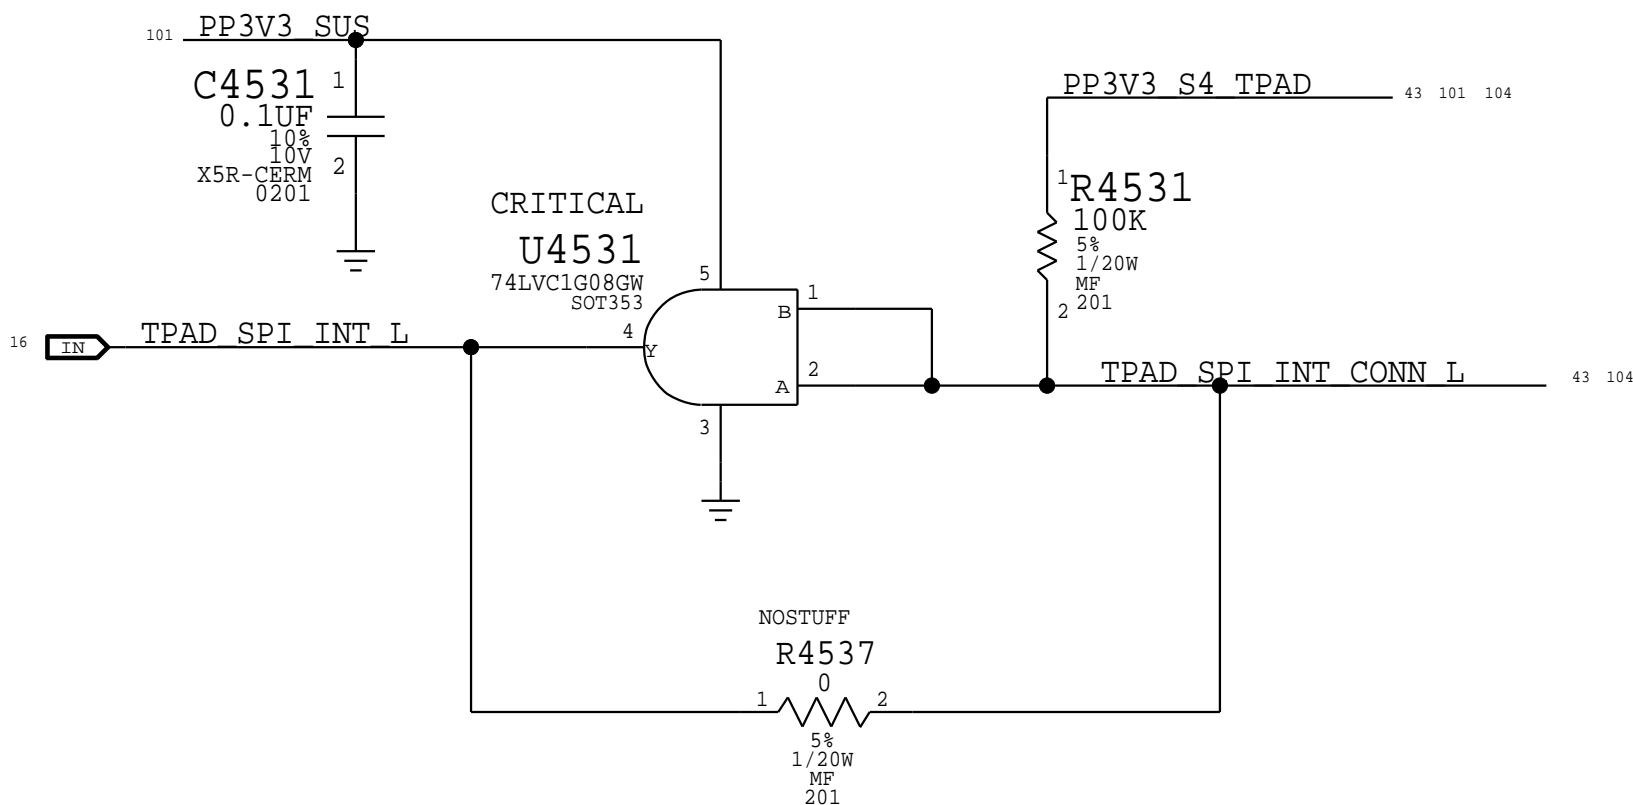 101 PP3V3_SUS
C4531 1
0.1UF
10%
10V
X5R-CERM 2
0201
PP3V3_S4_TPAD 43 101 104
1 R4531
100K
5%
1/20W
MF
2 201
CRITICAL
U4531
74LVC1G08GW
SOT353
5
1
B
4
Y
2
A
3
16 IN TPAD_SPI_INT_L
TPAD_SPI_INT_CONN_L 43 104
NOSTUFF
R4537
0
1 2
5%
1/20W
MF
201